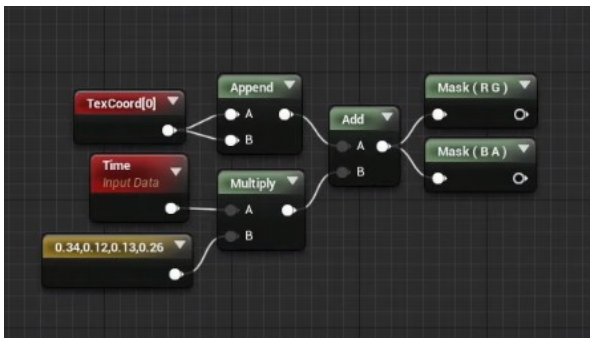 TexCoord[0]
Append
A
B
Time
Input Data
Multiply
A
B
0.34,0.12,0.13,0.26
Add
A
B
Mask ( R G )
Mask ( B A )